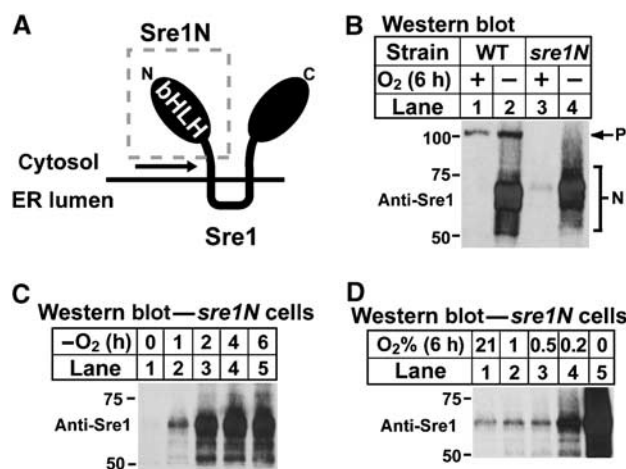 A
Sre1N
N
C
bHLH
Cytosol
ER lumen
Sre1
B
Western blot
Strain WT sre1N
O2 (6 h) + − + −
Lane 1 2 3 4
100
P
75
Anti-Sre1
N
50
C
Western blot—sre1N cells
−O2 (h) 0 1 2 4 6
Lane 1 2 3 4 5
75
Anti-Sre1
50
D
Western blot—sre1N cells
O2% (6 h) 21 1 0.5 0.2 0
Lane 1 2 3 4 5
75
Anti-Sre1
50